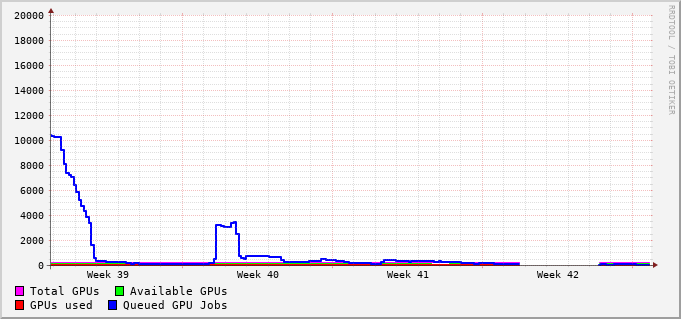 20000
18000
16000
14000
12000
10000
8000
6000
4000
2000
0
Week 39 Week 40 Week 41 Week 42
Total GPUs Available GPUs
GPUs used Queued GPU Jobs
RRDTOOL / TOBI OETIKER